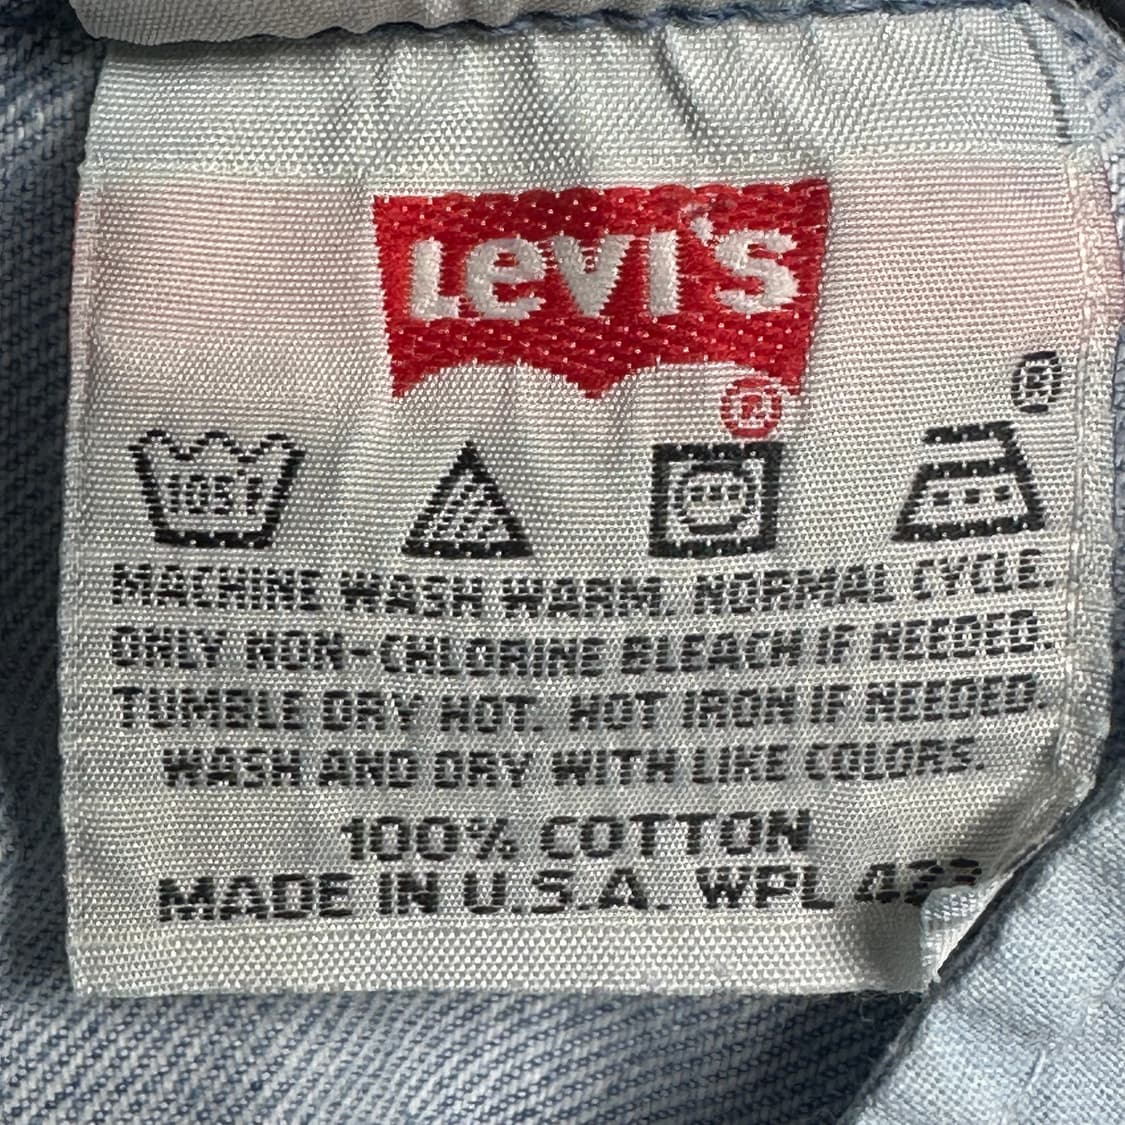 Levi's
®
®
105F
MACHINE WASH WARM. NORMAL CYCLE.
ONLY NON-CHLORINE BLEACH IF NEEDED.
TUMBLE DRY HOT. HOT IRON IF NEEDED.
WASH AND DRY WITH LIKE COLORS.
100% COTTON
MADE IN U.S.A. WPL